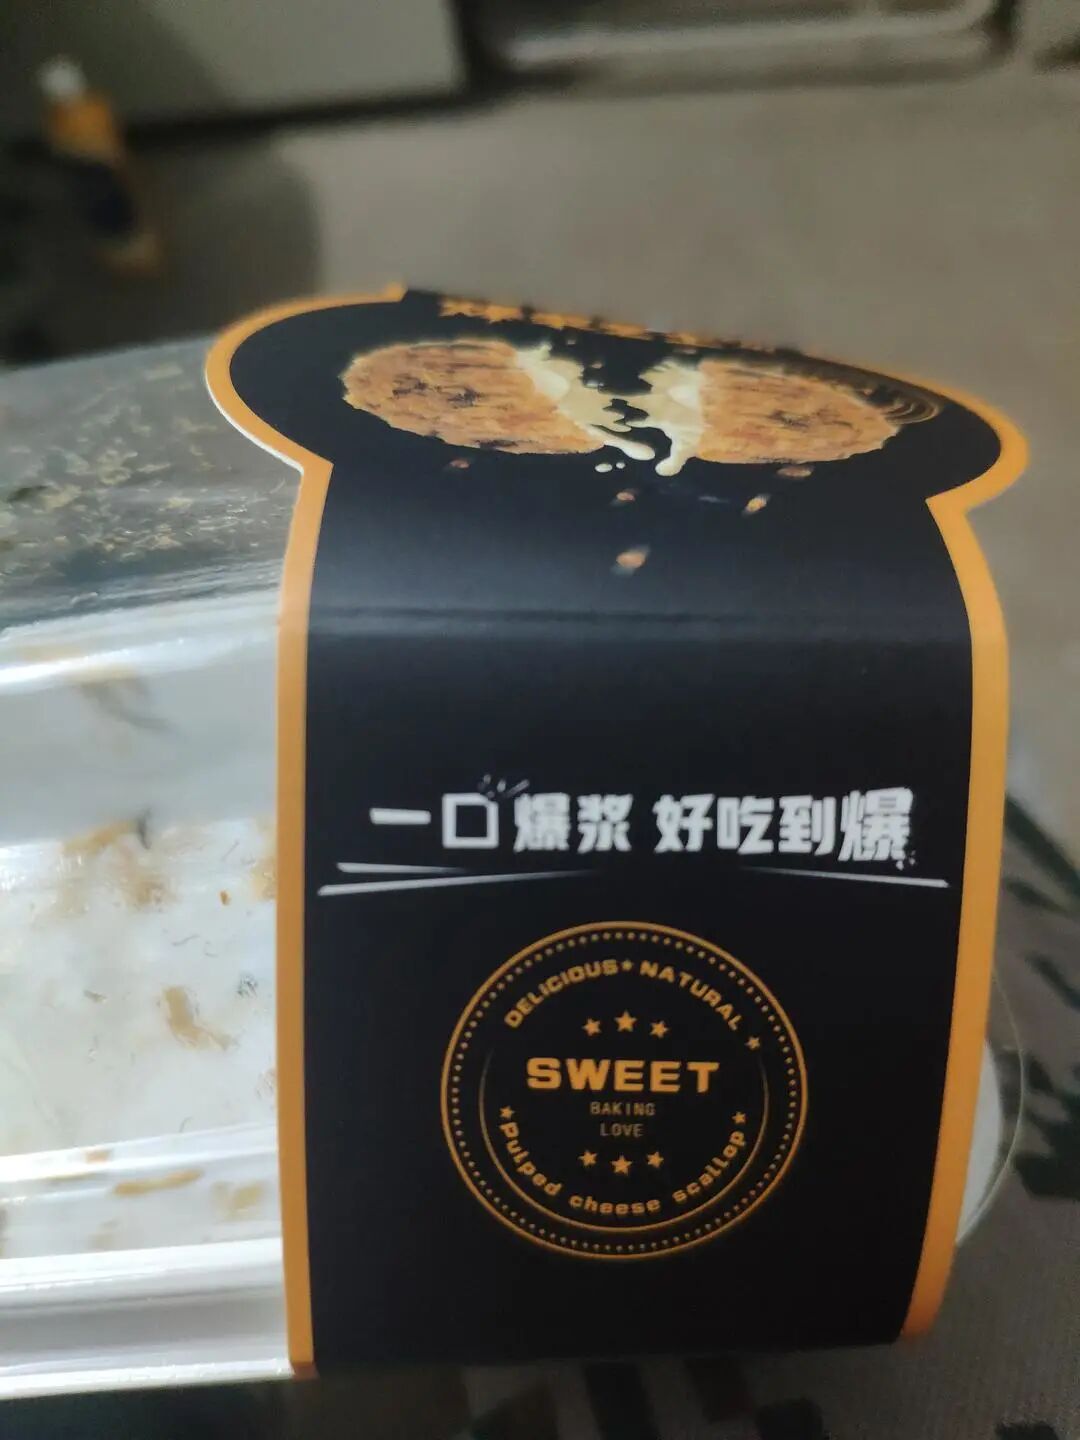 一口爆浆 好吃到爆
DELICIOUS★NATURAL
SWEET
BAKING
LOVE
Pulped cheese scallop